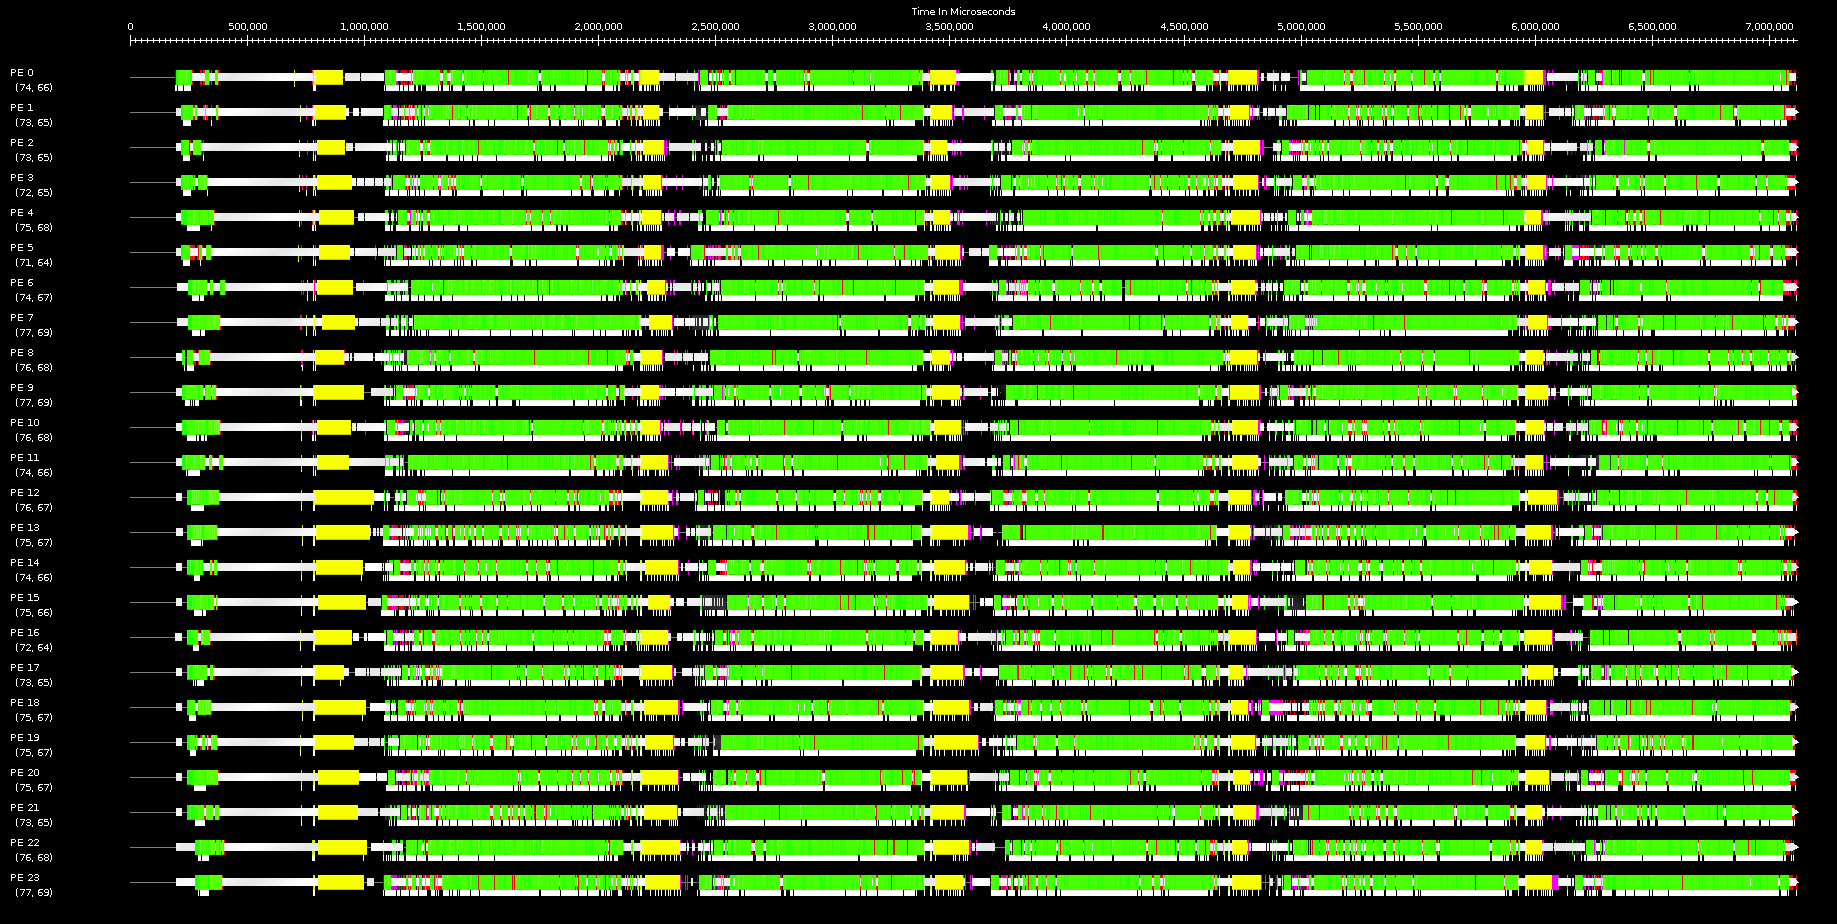 Time In Microseconds
0 500,000 1,000,000 1,500,000 2,000,000 2,500,000 3,000,000 3,500,000 4,000,000 4,500,000 5,000,000 5,500,000 6,000,000 6,500,000 7,000,000
PE 0
(74, 66)
PE 1
(73, 65)
PE 2
(73, 65)
PE 3
(72, 65)
PE 4
(75, 68)
PE 5
(71, 64)
PE 6
(74, 67)
PE 7
(77, 69)
PE 8
(76, 68)
PE 9
(77, 69)
PE 10
(76, 68)
PE 11
(74, 66)
PE 12
(76, 67)
PE 13
(75, 67)
PE 14
(74, 66)
PE 15
(75, 66)
PE 16
(72, 64)
PE 17
(73, 65)
PE 18
(75, 67)
PE 19
(75, 67)
PE 20
(75, 67)
PE 21
(73, 65)
PE 22
(76, 68)
PE 23
(77, 69)